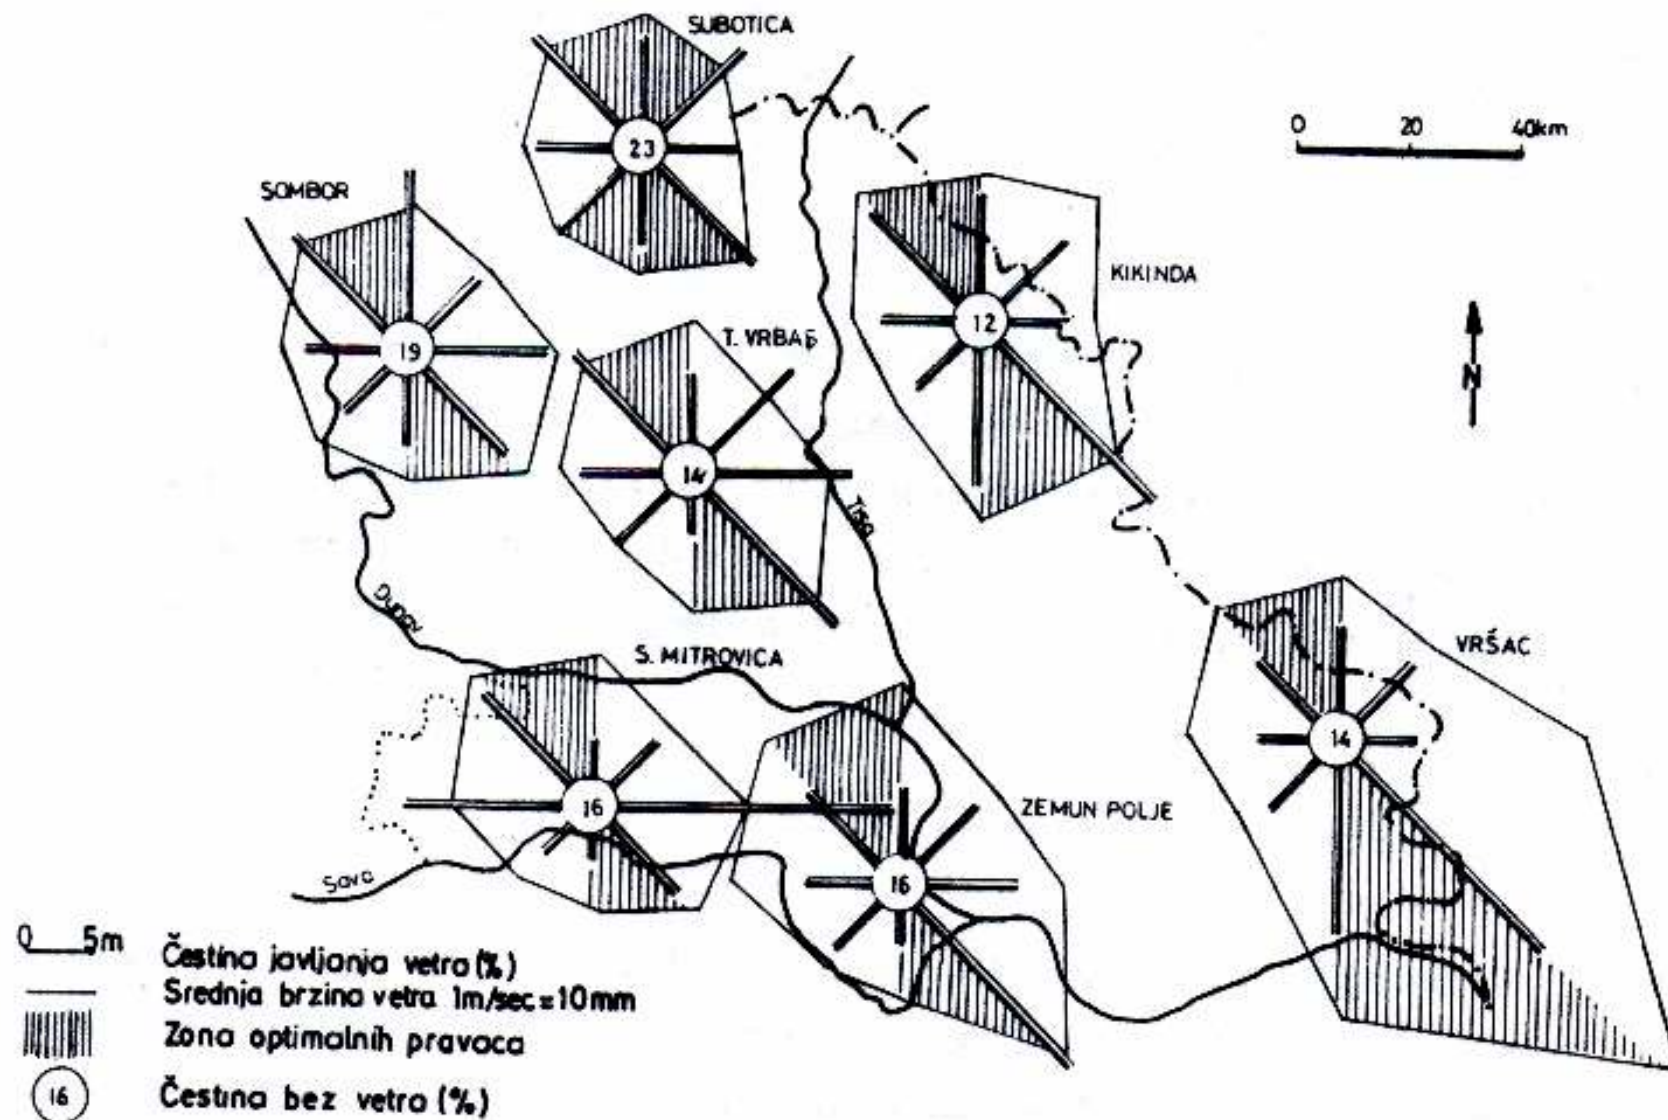 SUBOTICA
23
0 20 40km
SOMBOR
KIKINDA
12
19
T. VRBAS
N
14
Tisa
Dunav
S. MITROVICA
VRŠAC
14
16
ZEMUN POLJE
16
Sava
0 5m Čestina javljanja vetra (%)
Srednja brzina vetra 1m/sec=10mm
Zona optimalnih pravaca
16 Čestina bez vetra (%)